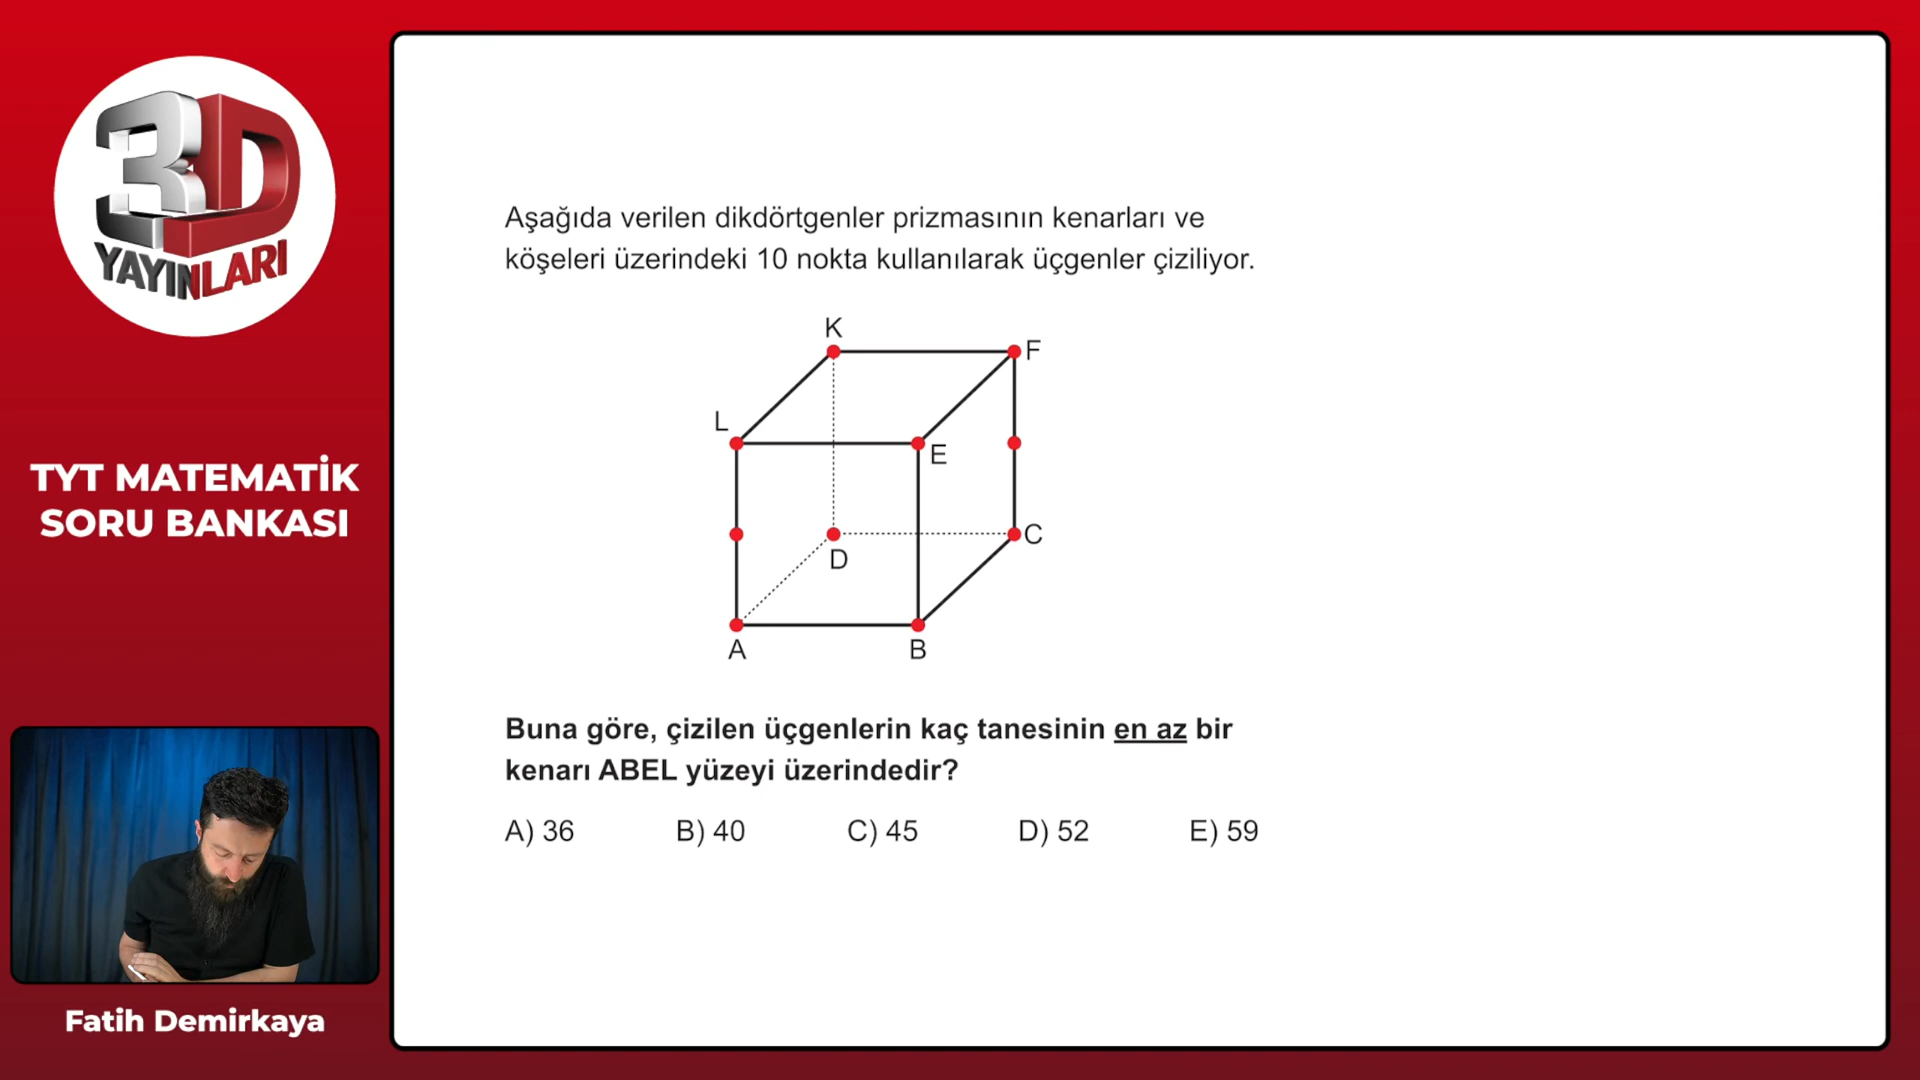 3D
YAYINLARI
TYT MATEMATİK
SORU BANKASI
Fatih Demirkaya
Aşağıda verilen dikdörtgenler prizmasının kenarları ve
köşeleri üzerindeki 10 nokta kullanılarak üçgenler çiziliyor.
K
F
L
E
D
C
A
B
Buna göre, çizilen üçgenlerin kaç tanesinin en az bir
kenarı ABEL yüzeyi üzerindedir?
A) 36 B) 40 C) 45 D) 52 E) 59